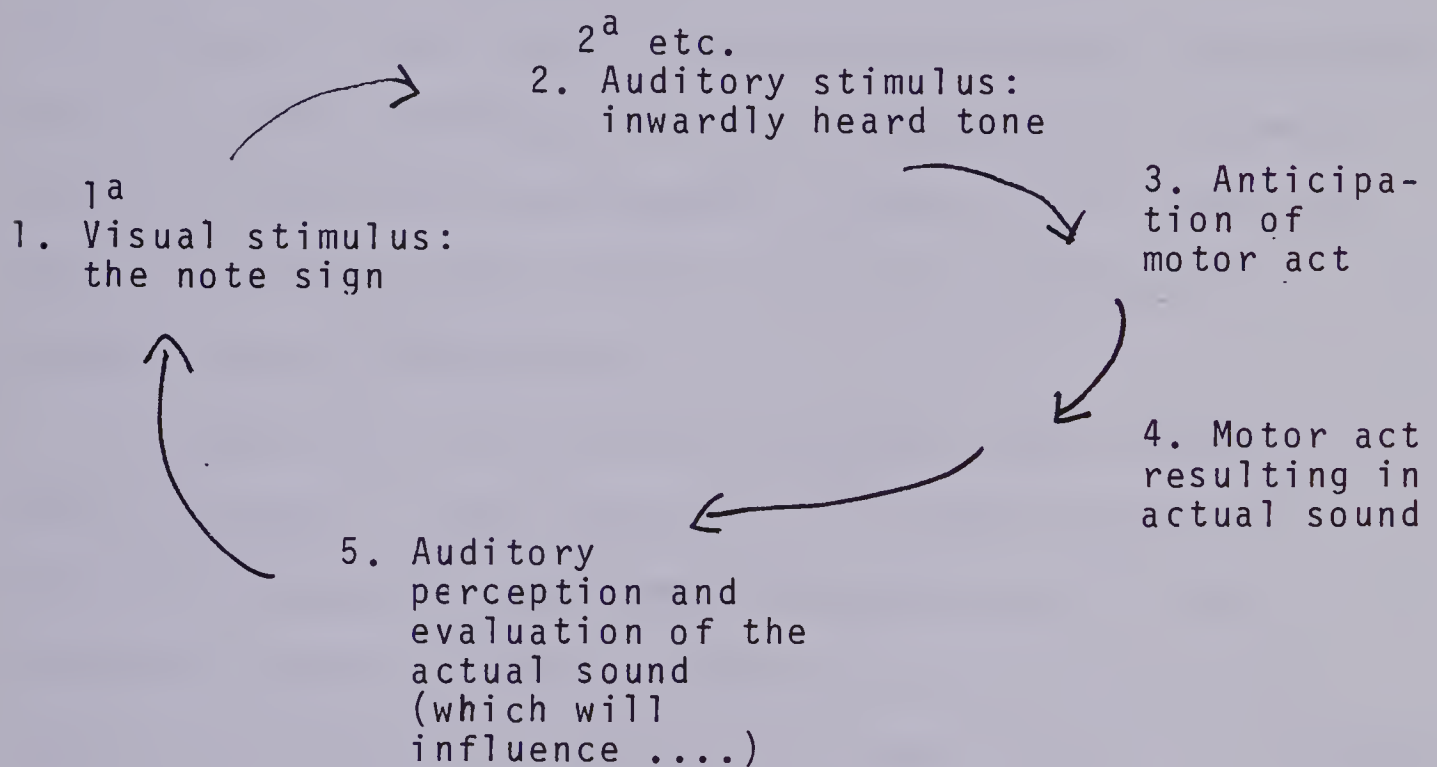 2a etc.
2. Auditory stimulus:
inwardly heard tone
1a
1. Visual stimulus:
the note sign
3. Anticipa-
tion of
motor act
4. Motor act
resulting in
actual sound
5. Auditory
perception and
evaluation of the
actual sound
(which will
influence ....)